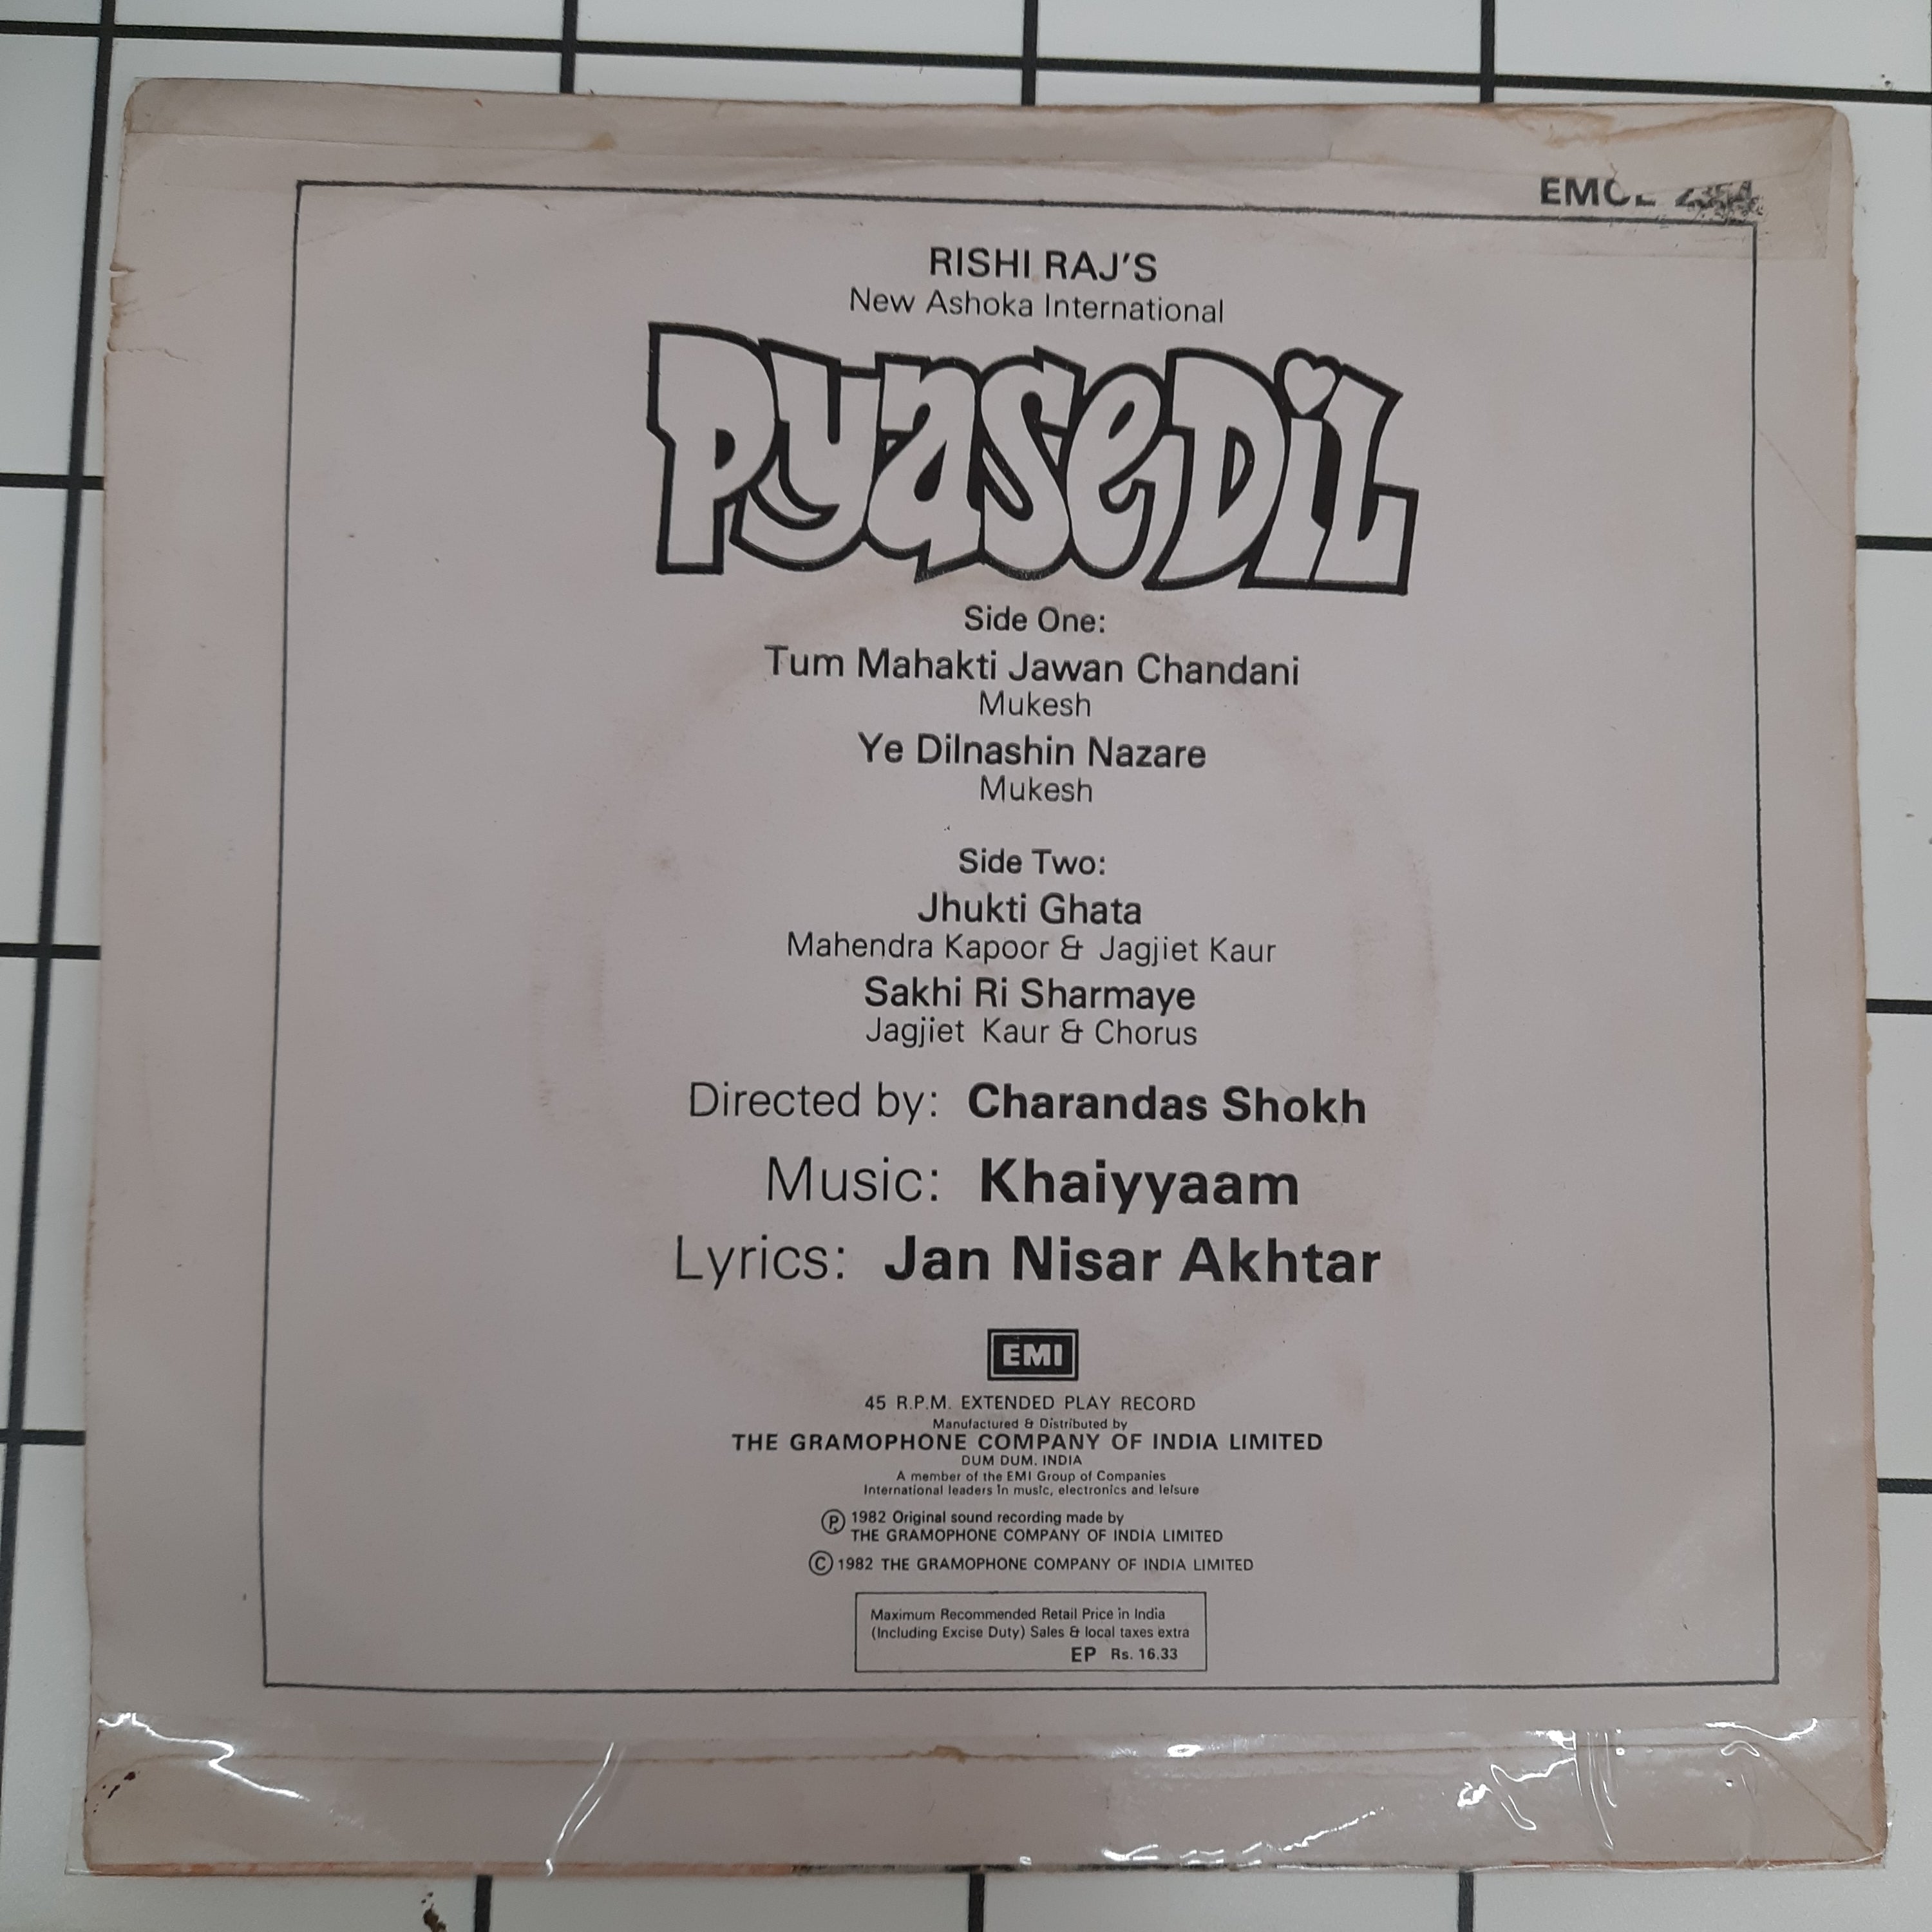 RISHI RAJ'S
New Ashoka International
PyaseDiL
Side One:
Tum Mahakti Jawan Chandani
Mukesh
Ye Dilnashin Nazare
Mukesh
Side Two:
Jhukti Ghata
Mahendra Kapoor & Jagjiet Kaur
Sakhi Ri Sharmaye
Jagjiet Kaur & Chorus
Directed by: Charandas Shokh
Music: Khaiyyaam
Lyrics: Jan Nisar Akhtar
EMI
45 R.P.M. EXTENDED PLAY RECORD
Manufactured & Distributed by
THE GRAMOPHONE COMPANY OF INDIA LIMITED
DUM DUM, INDIA
A member of the EMI Group of Companies
International leaders in music, electronics and leisure
Ⓟ 1982 Original sound recording made by
THE GRAMOPHONE COMPANY OF INDIA LIMITED
© 1982 THE GRAMOPHONE COMPANY OF INDIA LIMITED
Maximum Recommended Retail Price in India
(Including Excise Duty) Sales & local taxes extra
EP Rs. 16.33